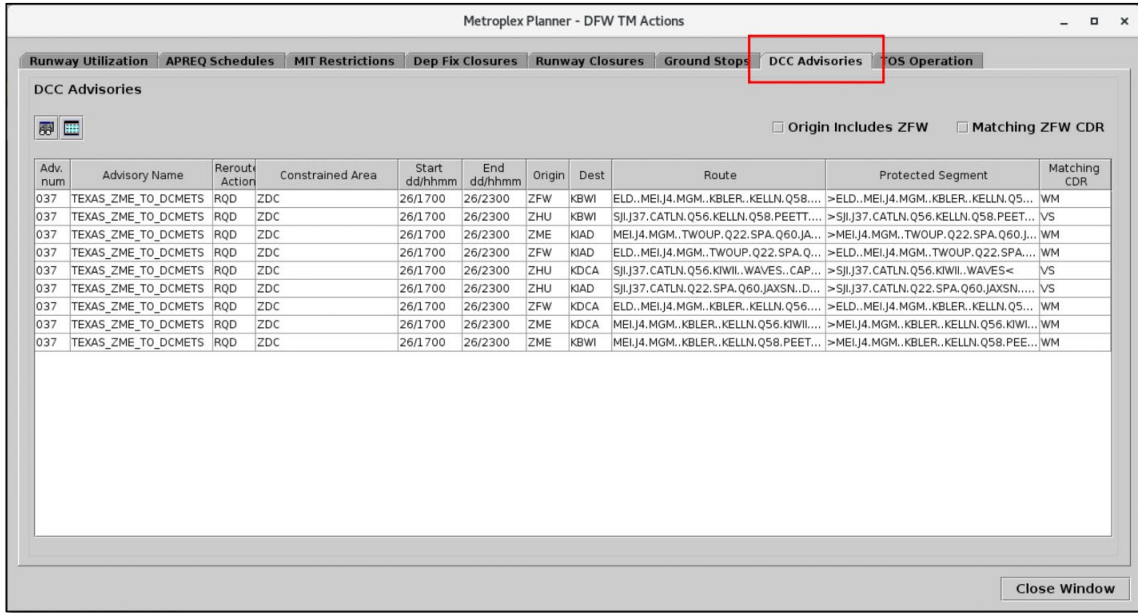 Metroplex Planner - DFW TM Actions
Runway Utilization APREQ Schedules MIT Restrictions Dep Fix Closures Runway Closures Ground Stops DCC Advisories TOS Operation
DCC Advisories
Origin Includes ZFW Matching ZFW CDR
Adv. num Advisory Name Reroute Action Constrained Area Start dd/hhmm End dd/hhmm Origin Dest Route Protected Segment Matching CDR
037 TEXAS_ZME_TO_DCMETS RQD ZDC 26/1700 26/2300 ZFW KBWI ELD..MEI.J4.MGM..KBLER..KELLN.Q58.... >ELD..MEI.J4.MGM..KBLER..KELLN.Q5... WM
037 TEXAS_ZME_TO_DCMETS RQD ZDC 26/1700 26/2300 ZHU KBWI SJI.J37.CATLN.Q56.KELLN.Q58.PEETT.... >SJI.J37.CATLN.Q56.KELLN.Q58.PEET... VS
037 TEXAS_ZME_TO_DCMETS RQD ZDC 26/1700 26/2300 ZME KIAD MEI.J4.MGM..TWOUP.Q22.SPA.Q60.JA... >MEI.J4.MGM..TWOUP.Q22.SPA.Q60.J... WM
037 TEXAS_ZME_TO_DCMETS RQD ZDC 26/1700 26/2300 ZFW KIAD ELD..MEI.J4.MGM..TWOUP.Q22.SPA.Q... >ELD..MEI.J4.MGM..TWOUP.Q22.SPA.... WM
037 TEXAS_ZME_TO_DCMETS RQD ZDC 26/1700 26/2300 ZHU KDCA SJI.J37.CATLN.Q56.KIWII..WAVES..CAP... >SJI.J37.CATLN.Q56.KIWII..WAVES< VS
037 TEXAS_ZME_TO_DCMETS RQD ZDC 26/1700 26/2300 ZHU KIAD SJI.J37.CATLN.Q22.SPA.Q60.JAXSN..D... >SJI.J37.CATLN.Q22.SPA.Q60.JAXSN.... VS
037 TEXAS_ZME_TO_DCMETS RQD ZDC 26/1700 26/2300 ZFW KDCA ELD..MEI.J4.MGM..KBLER..KELLN.Q56.... >ELD..MEI.J4.MGM..KBLER..KELLN.Q5... WM
037 TEXAS_ZME_TO_DCMETS RQD ZDC 26/1700 26/2300 ZME KDCA MEI.J4.MGM..KBLER..KELLN.Q56.KIWII.... >MEI.J4.MGM..KBLER..KELLN.Q56.KIWI... WM
037 TEXAS_ZME_TO_DCMETS RQD ZDC 26/1700 26/2300 ZME KBWI MEI.J4.MGM..KBLER..KELLN.Q58.PEET... >MEI.J4.MGM..KBLER..KELLN.Q58.PEE... WM
Close Window